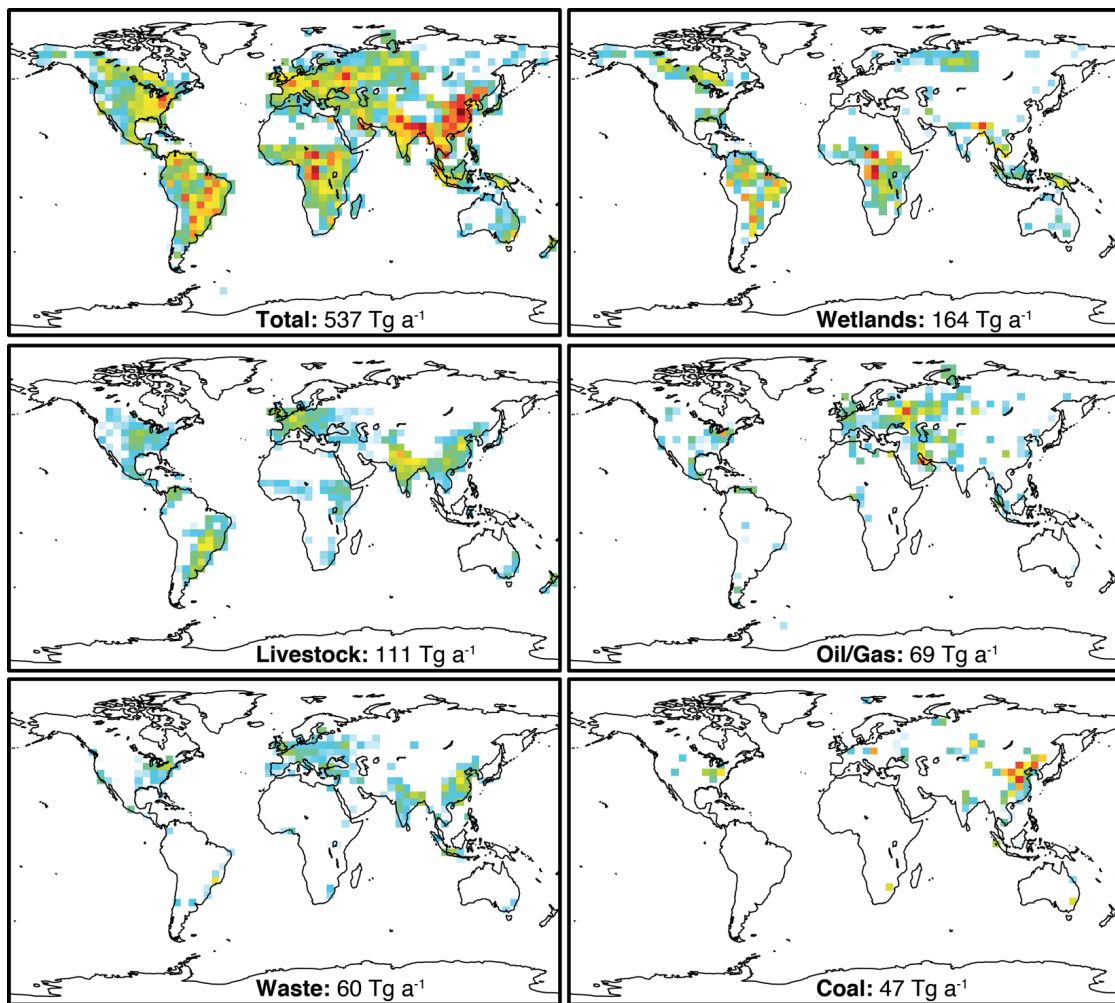 Total: 537 Tg a⁻¹
Wetlands: 164 Tg a⁻¹
Livestock: 111 Tg a⁻¹
Oil/Gas: 69 Tg a⁻¹
Waste: 60 Tg a⁻¹
Coal: 47 Tg a⁻¹